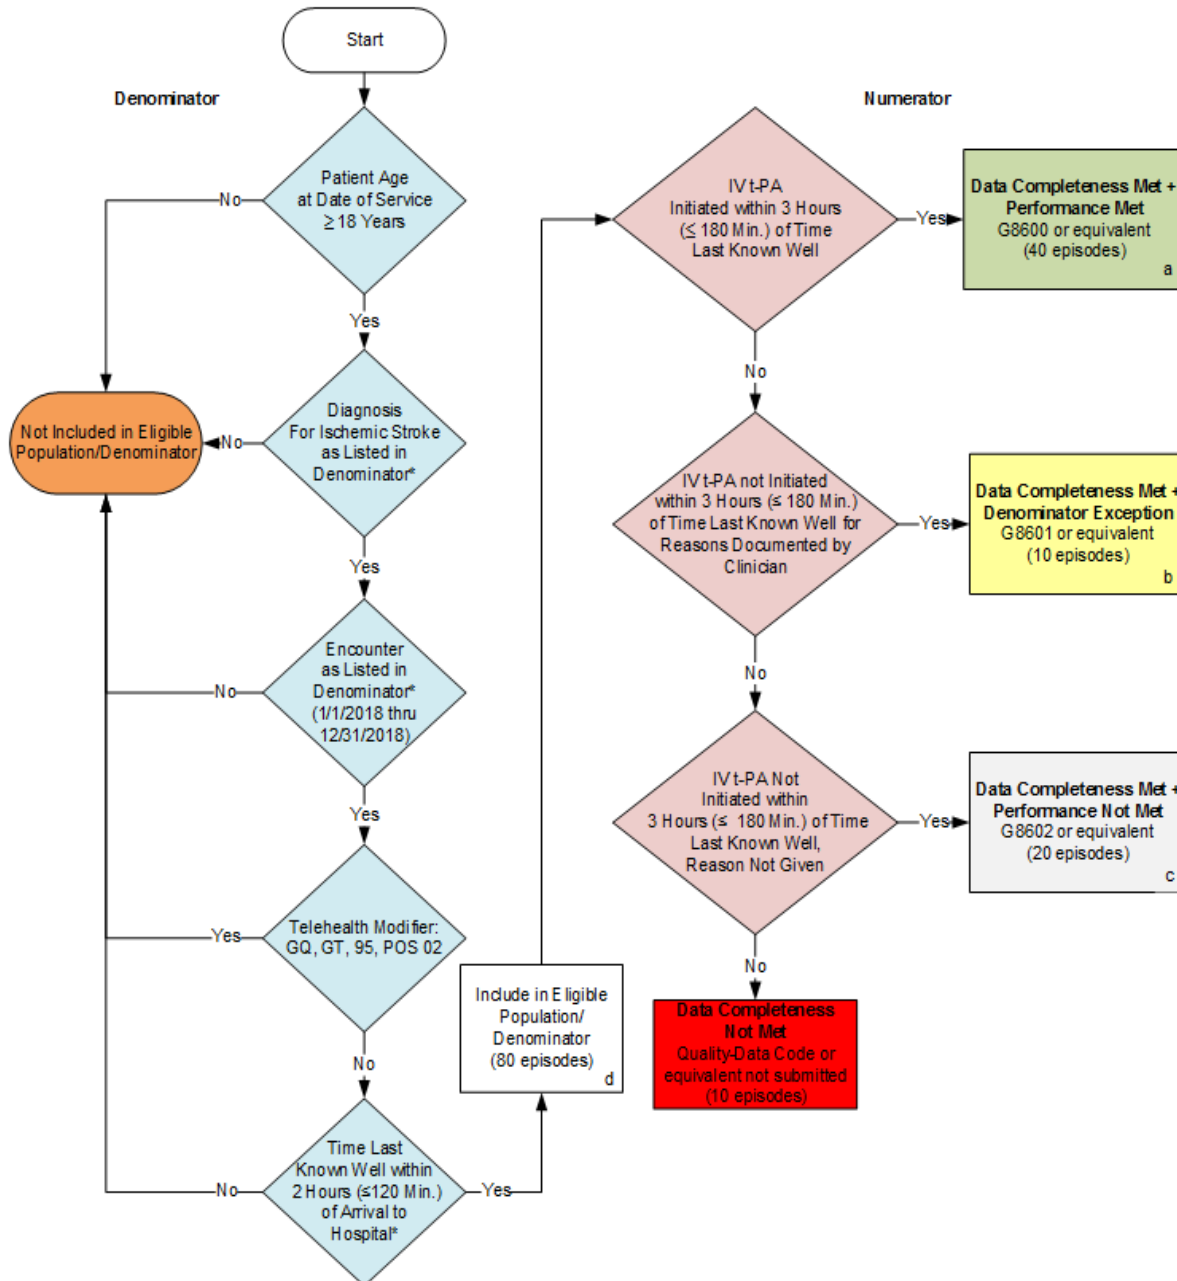 Start
Denominator
Patient Age
at Date of Service
≥ 18 Years
No
Yes
Diagnosis
For Ischemic Stroke
as Listed in
Denominator*
No
Not Included in Eligible
Population/Denominator
Yes
Encounter
as Listed in
Denominator*
(1/1/2018 thru
12/31/2018)
No
Yes
Telehealth Modifier:
GQ, GT, 95, POS 02
Yes
No
Time Last
Known Well within
2 Hours (≤120 Min.)
of Arrival to
Hospital*
No
Yes
Include in Eligible
Population/
Denominator
(80 episodes)
d
Numerator
IV t-PA
Initiated within 3 Hours
(≤ 180 Min.) of Time
Last Known Well
Yes
Data Completeness Met +
Performance Met
G8600 or equivalent
(40 episodes)
a
No
IV t-PA not Initiated
within 3 Hours (≤ 180 Min.)
of Time Last Known Well for
Reasons Documented by
Clinician
Yes
Data Completeness Met +
Denominator Exception
G8601 or equivalent
(10 episodes)
b
No
IV t-PA Not
Initiated within
3 Hours (≤ 180 Min.) of Time
Last Known Well,
Reason Not Given
Yes
Data Completeness Met +
Performance Not Met
G8602 or equivalent
(20 episodes)
c
No
Data Completeness
Not Met
Quality-Data Code or
equivalent not submitted
(10 episodes)